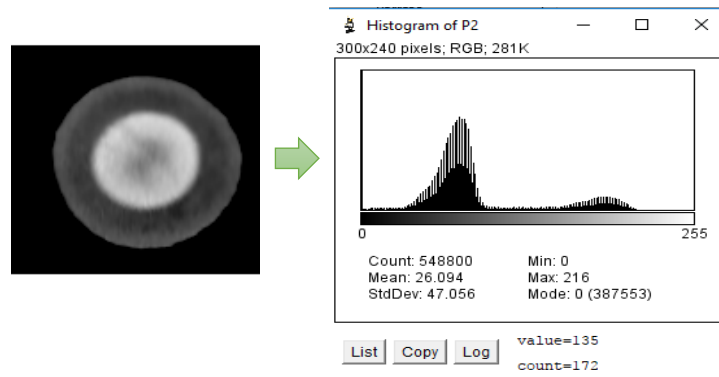 Histogram of P2
300x240 pixels; RGB; 281K
0 255
Count: 548800 Min: 0
Mean: 26.094 Max: 216
StdDev: 47.056 Mode: 0 (387553)
List Copy Log value=135
count=172